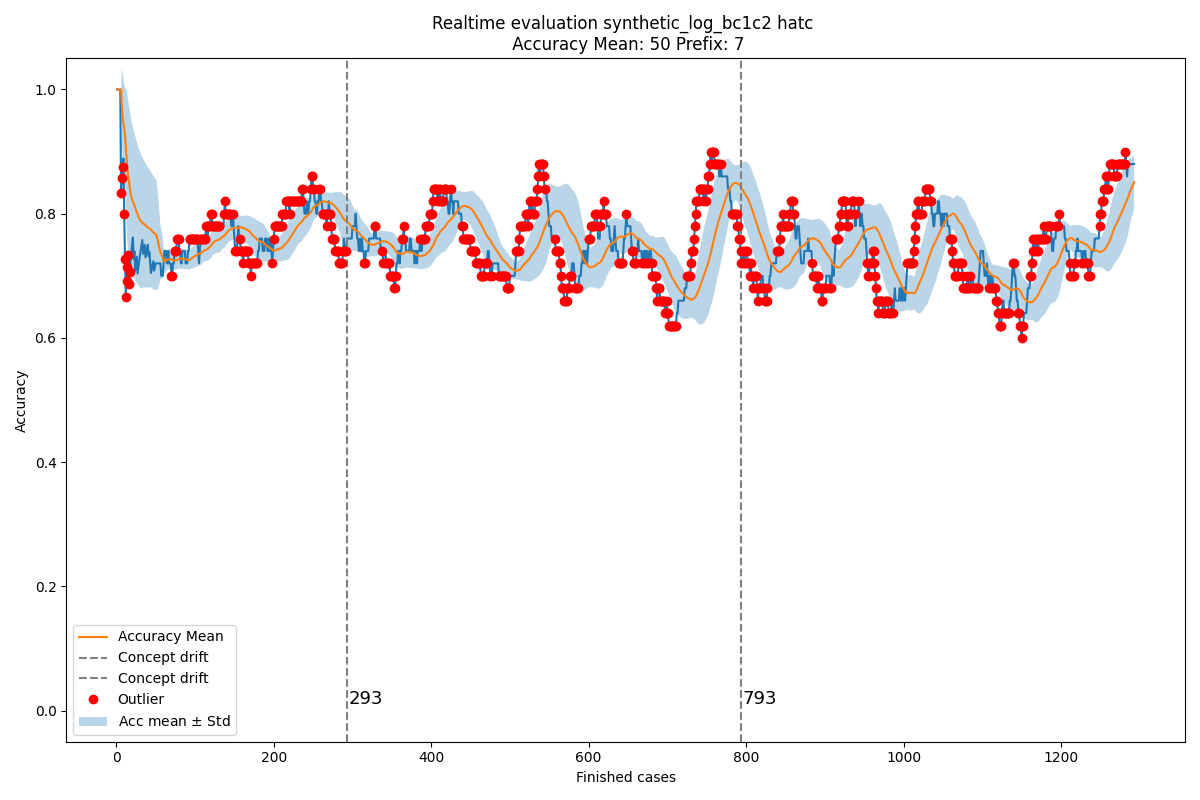 Realtime evaluation synthetic_log_bc1c2 hatc
Accuracy Mean: 50 Prefix: 7
1.0
0.8
0.6
0.4
0.2
0.0
Accuracy
293
793
Accuracy Mean
Concept drift
Concept drift
Outlier
Acc mean ± Std
0 200 400 600 800 1000 1200
Finished cases